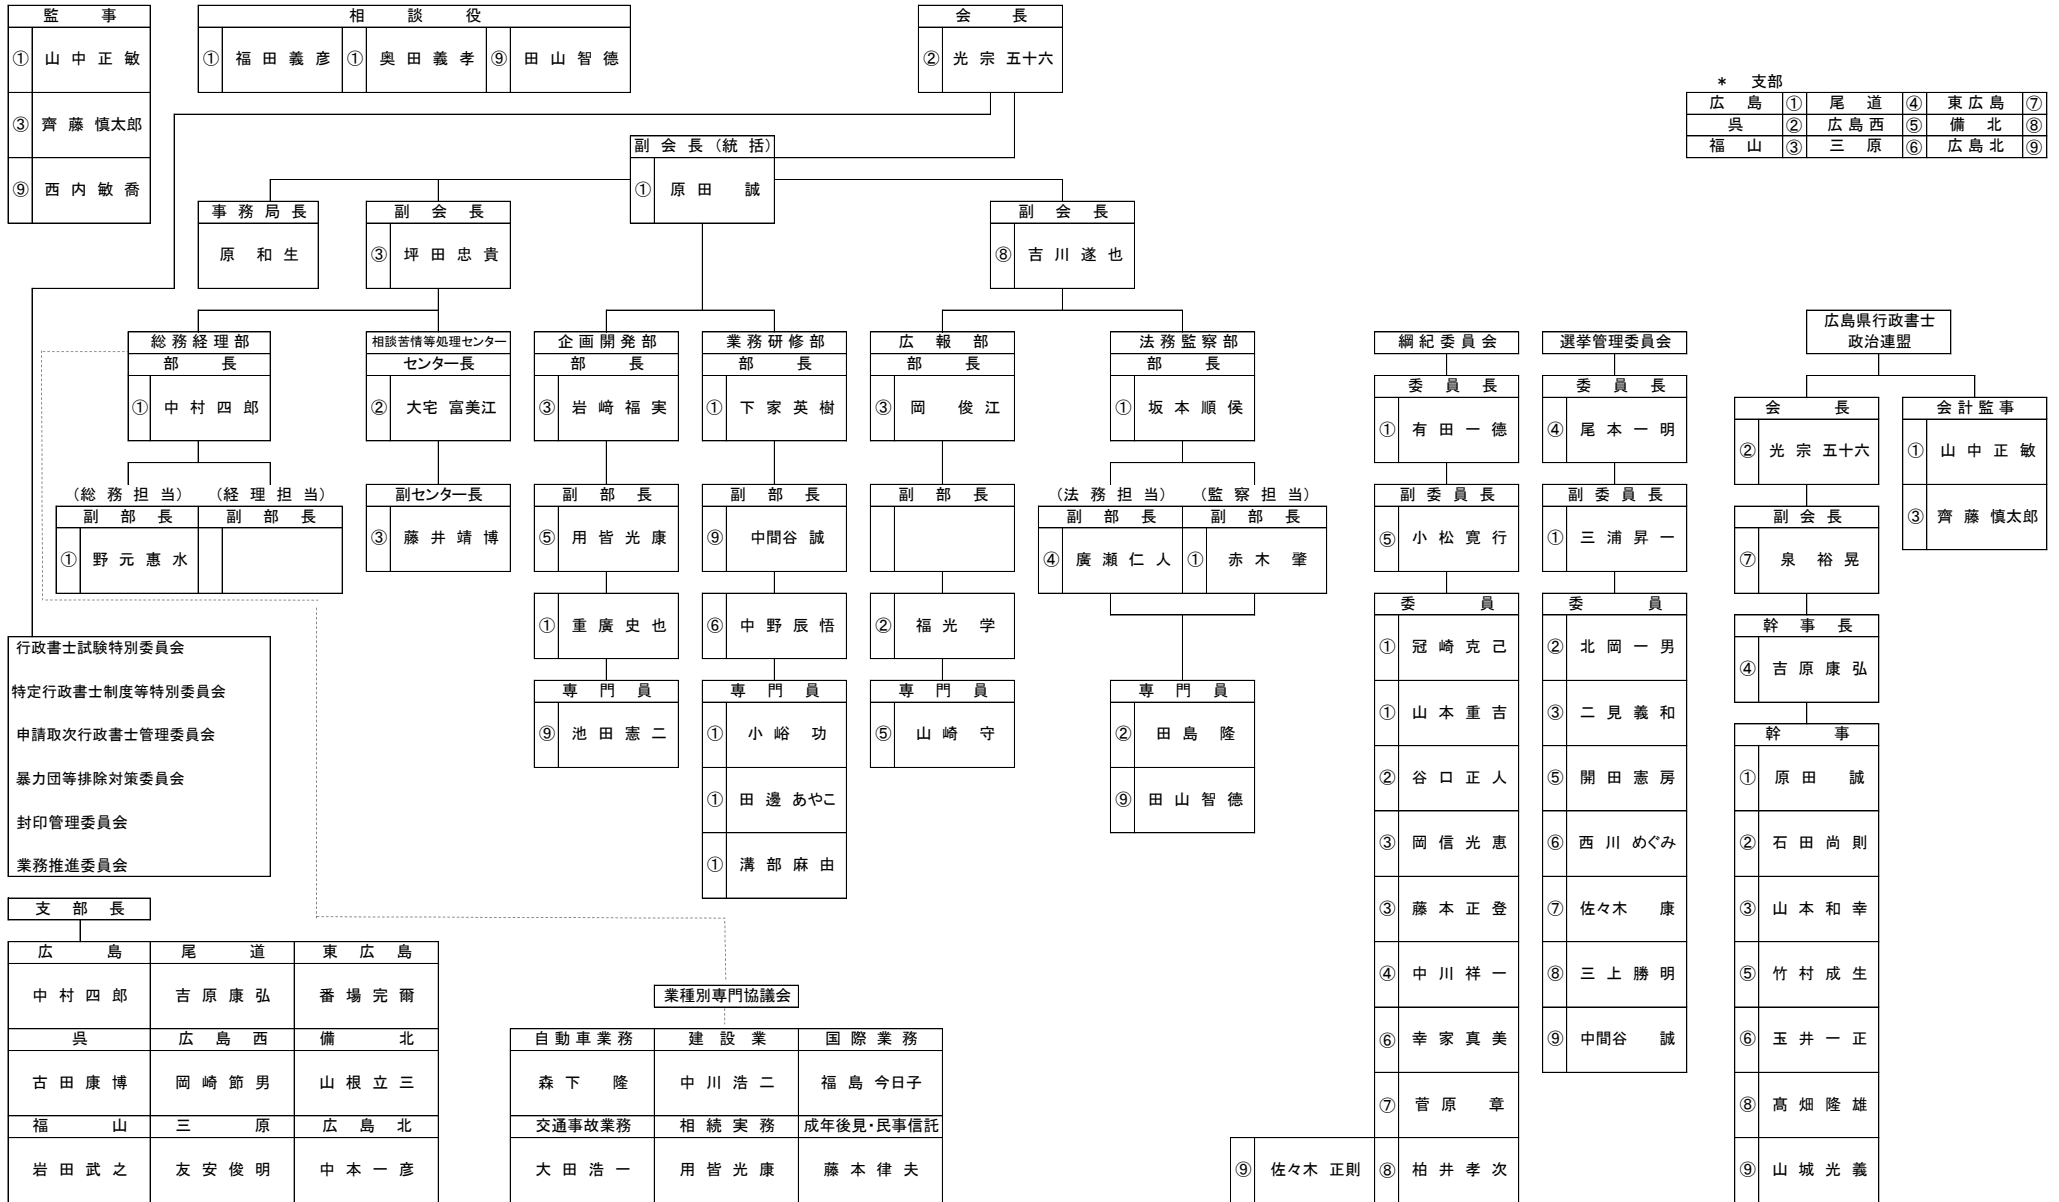 監 事
① 山 中 正 敏
③ 齊 藤 慎太郎
⑨ 西 内 敏 喬
相 談 役
① 福 田 義 彦 ① 奥 田 義 孝 ⑨ 田 山 智 德
会 長
② 光 宗 五十六
* 支部
広 島 ① 尾 道 ④ 東 広 島 ⑦
呉 ② 広 島 西 ⑤ 備 北 ⑧
福 山 ③ 三 原 ⑥ 広 島 北 ⑨
副 会 長 (統 括)
① 原 田 誠
事 務 局 長
原 和 生
副 会 長
③ 坪 田 忠 貴
副 会 長
⑧ 吉 川 遂 也
総 務 経 理 部
部 長
① 中 村 四 郎
(総 務 担 当) (経 理 担 当)
副 部 長 副 部 長
① 野 元 惠 水
相談苦情等処理センター
センター長
② 大宅 富美江
副センター長
③ 藤 井 靖 博
企 画 開 発 部
部 長
③ 岩 﨑 福 実
副 部 長
⑤ 用 皆 光 康
① 重 廣 史 也
専 門 員
⑨ 池 田 憲 二
業 務 研 修 部
部 長
① 下 家 英 樹
副 部 長
⑨ 中間谷 誠
⑥ 中 野 辰 悟
専 門 員
① 小 峪 功
① 田 邊 あやこ
① 溝 部 麻 由
広 報 部
部 長
③ 岡 俊 江
副 部 長
② 福 光 学
専 門 員
⑤ 山 崎 守
法 務 監 察 部
部 長
① 坂 本 順 侯
(法 務 担 当) (監 察 担 当)
副 部 長 副 部 長
④ 廣 瀬 仁 人 ① 赤 木 肇
専 門 員
② 田 島 隆
⑨ 田 山 智 德
綱 紀 委 員 会
委 員 長
① 有 田 一 德
副 委 員 長
⑤ 小 松 寛 行
委 員
① 冠 崎 克 己
① 山 本 重 吉
② 谷 口 正 人
③ 岡 信 光 恵
③ 藤 本 正 登
④ 中 川 祥 一
⑥ 幸 家 真 美
⑦ 菅 原 章
⑨ 佐々木 正則 ⑧ 柏 井 孝 次
選挙管理委員会
委 員 長
④ 尾 本 一 明
副 委 員 長
① 三 浦 昇 一
委 員
② 北 岡 一 男
③ 二 見 義 和
⑤ 開 田 憲 房
⑥ 西 川 めぐみ
⑦ 佐々木 康
⑧ 三 上 勝 明
⑨ 中間谷 誠
広島県行政書士
政治連盟
会 長
② 光 宗 五十六
副 会 長
⑦ 泉 裕 晃
幹 事 長
④ 吉 原 康 弘
幹 事
① 原 田 誠
② 石 田 尚 則
③ 山 本 和 幸
⑤ 竹 村 成 生
⑥ 玉 井 一 正
⑧ 髙 畑 隆 雄
⑨ 山 城 光 義
会 計 監 事
① 山 中 正 敏
③ 齊 藤 慎太郎
行政書士試験特別委員会
特定行政書士制度等特別委員会
申請取次行政書士管理委員会
暴力団等排除対策委員会
封印管理委員会
業務推進委員会
支 部 長
広 島 尾 道 東 広 島
中 村 四 郎 吉 原 康 弘 番 場 完 爾
呉 広 島 西 備 北
古 田 康 博 岡 崎 節 男 山 根 立 三
福 山 三 原 広 島 北
岩 田 武 之 友 安 俊 明 中 本 一 彦
業種別専門協議会
自 動 車 業 務 建 設 業 国 際 業 務
森 下 隆 中 川 浩 二 福 島 今日子
交通事故業務 相 続 実 務 成年後見・民事信託
大 田 浩 一 用 皆 光 康 藤 本 律 夫